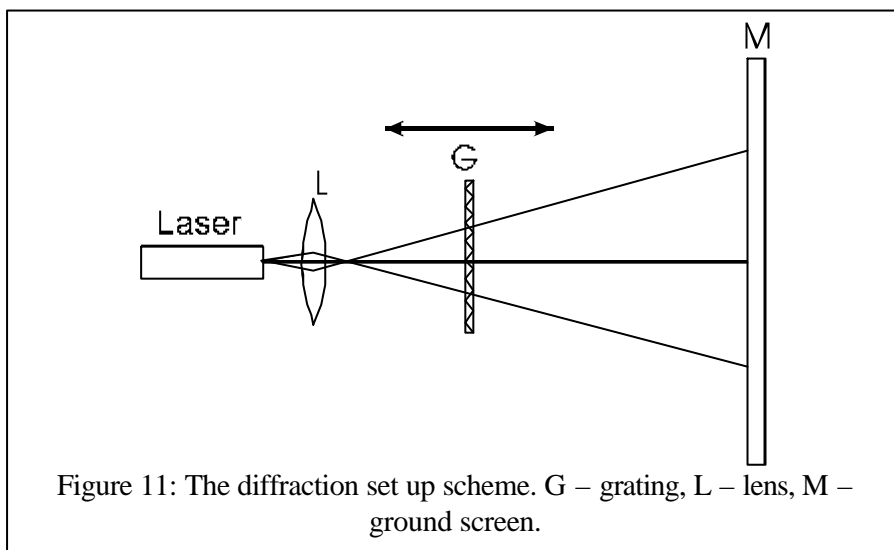 M
G
L
Laser
Figure 11: The diffraction set up scheme. G – grating, L – lens, M –
ground screen.